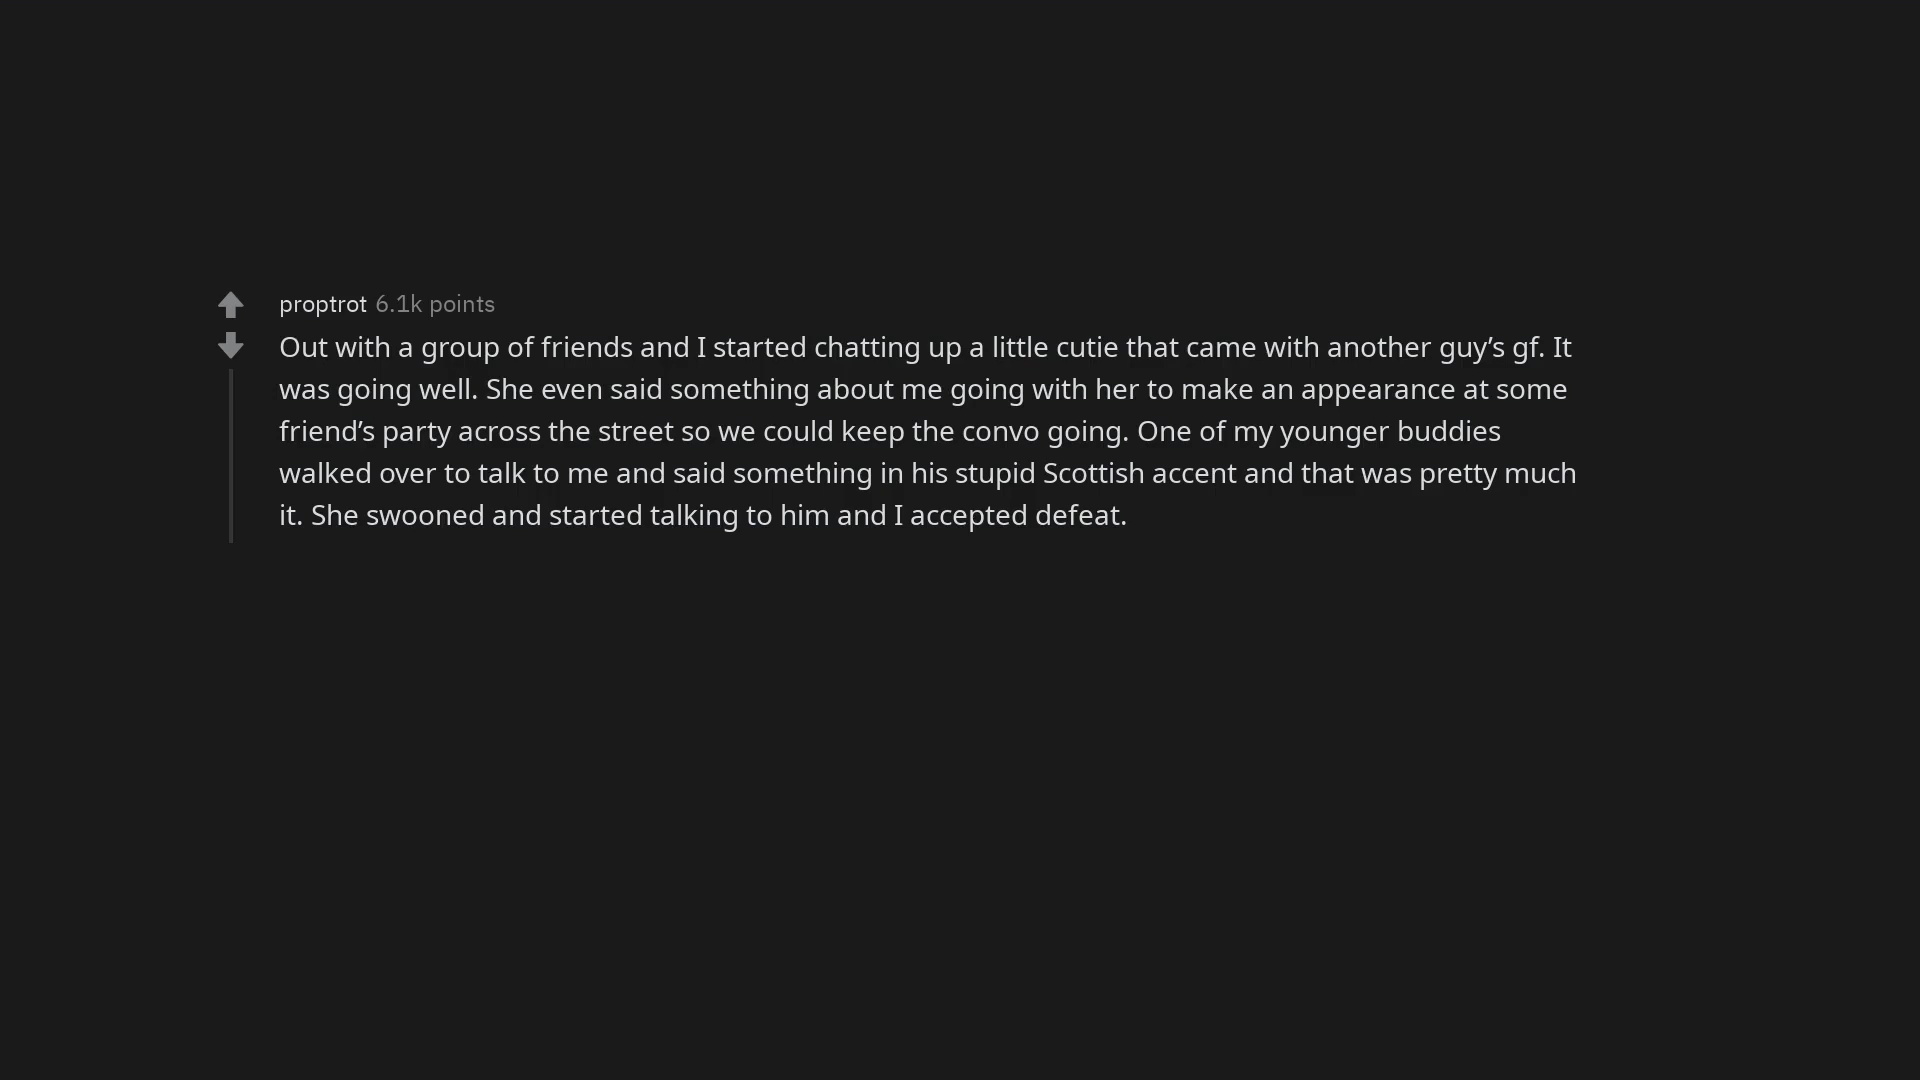 proptrot 6.1k points
Out with a group of friends and I started chatting up a little cutie that came with another guy’s gf. It
was going well. She even said something about me going with her to make an appearance at some
friend’s party across the street so we could keep the convo going. One of my younger buddies
walked over to talk to me and said something in his stupid Scottish accent and that was pretty much
it. She swooned and started talking to him and I accepted defeat.